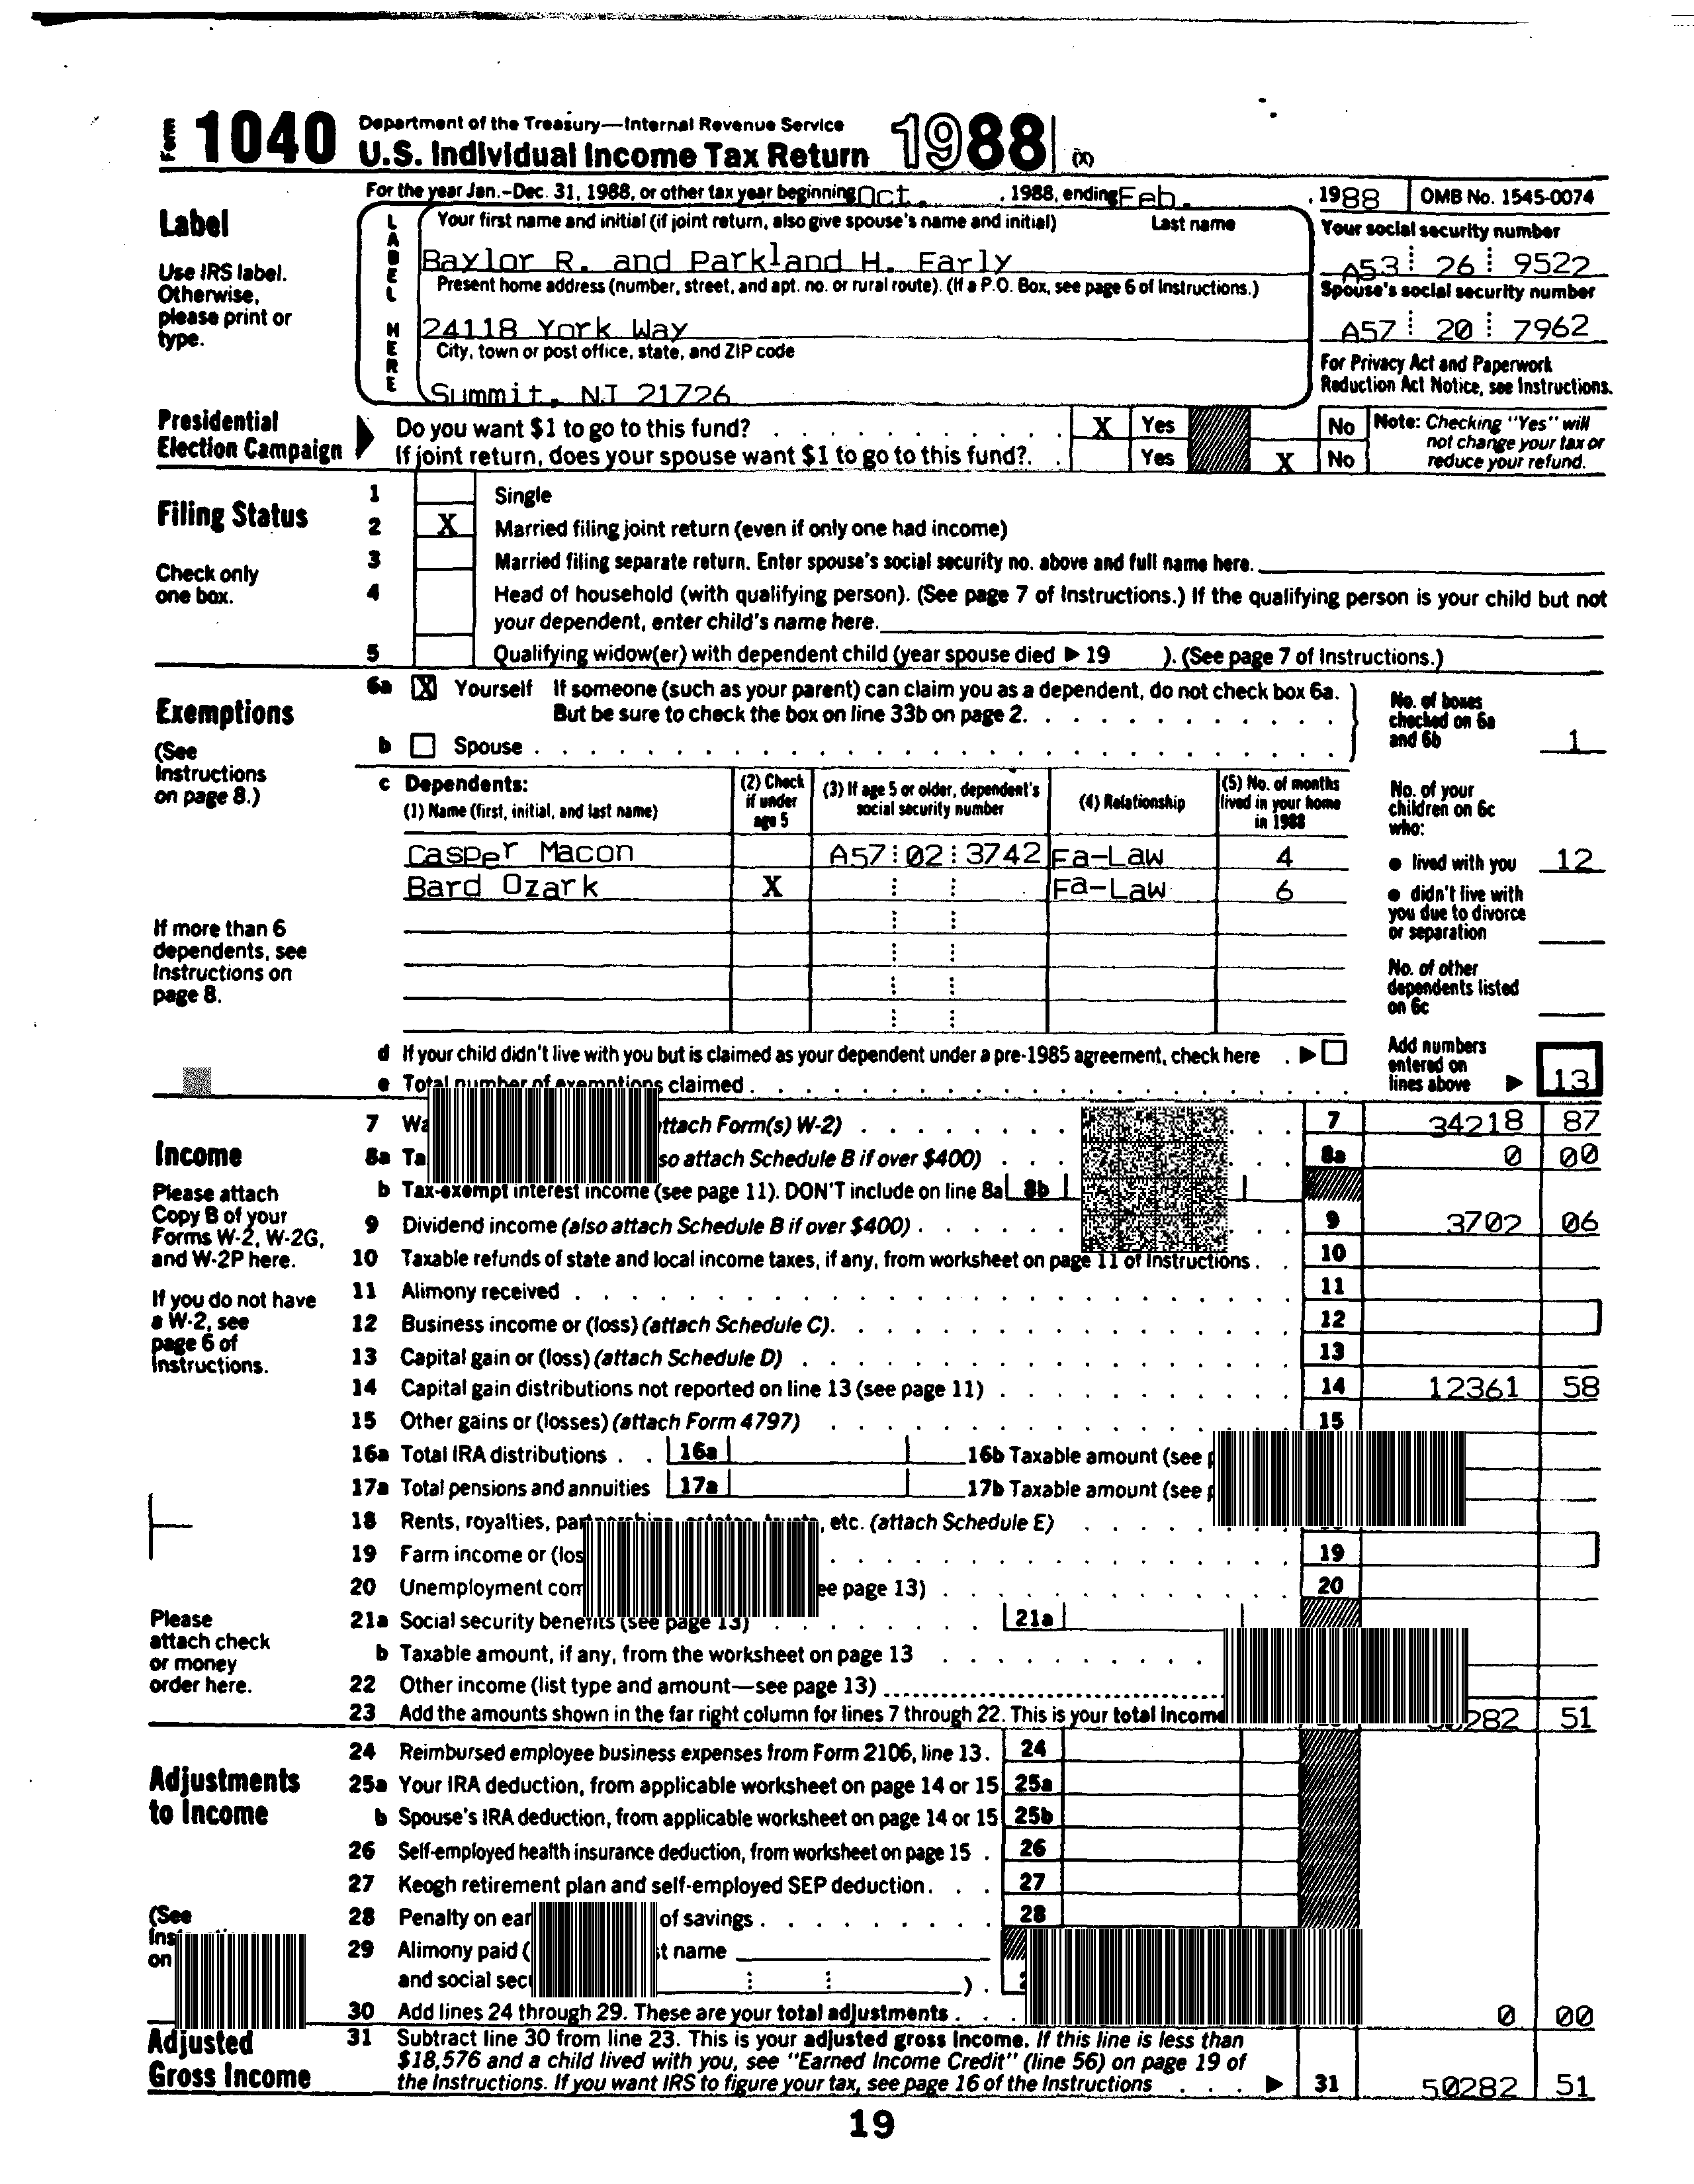 Form 1040 Department of the Treasury—Internal Revenue Service
U.S. Individual Income Tax Return 1988 (X)
For the year Jan.-Dec. 31, 1988, or other tax year beginning Oct. , 1988, ending Feb. , 1988 OMB No. 1545-0074
Label
Use IRS label.
Otherwise,
please print or
type.
LABEL HERE
Your first name and initial (if joint return, also give spouse's name and initial) Last name
Baylor R. and Parkland H. Early
Present home address (number, street, and apt. no. or rural route). (If a P.O. Box, see page 6 of Instructions.)
24118 York Way
City, town or post office, state, and ZIP code
Summit, NJ 21726
Your social security number
A53 26 9522
Spouse's social security number
A57 20 7962
For Privacy Act and Paperwork
Reduction Act Notice, see Instructions.
Presidential
Election Campaign
Do you want $1 to go to this fund? X Yes No
If joint return, does your spouse want $1 to go to this fund?. Yes X No
Note: Checking "Yes" will
not change your tax or
reduce your refund.
Filing Status
Check only
one box.
1 Single
2 X Married filing joint return (even if only one had income)
3 Married filing separate return. Enter spouse's social security no. above and full name here.
4 Head of household (with qualifying person). (See page 7 of Instructions.) If the qualifying person is your child but not
your dependent, enter child's name here.
5 Qualifying widow(er) with dependent child (year spouse died ▶ 19 ). (See page 7 of Instructions.)
Exemptions
(See
Instructions
on page 8.)
6a X Yourself If someone (such as your parent) can claim you as a dependent, do not check box 6a.
But be sure to check the box on line 33b on page 2.
b Spouse
No. of boxes
checked on 6a
and 6b 1
c Dependents:
(1) Name (first, initial, and last name)
(2) Check
if under
age 5
(3) If age 5 or older, dependent's
social security number
(4) Relationship
(5) No. of months
lived in your home
in 1988
Casper Macon A57 02 3742 Fa-Law 4
Bard Ozark X Fa-Law 6
No. of your
children on 6c
who:
● lived with you 12
● didn't live with
you due to divorce
or separation
No. of other
dependents listed
on 6c
If more than 6
dependents, see
Instructions on
page 8.
d If your child didn't live with you but is claimed as your dependent under a pre-1985 agreement, check here ▶
e Total number of exemptions claimed
Add numbers
entered on
lines above ▶ 13
Income
Please attach
Copy B of your
Forms W-2, W-2G,
and W-2P here.
If you do not have
a W-2, see
page 6 of
Instructions.
Please
attach check
or money
order here.
7 attach Form(s) W-2) 7 34218 87
8a so attach Schedule B if over $400) 8a 0 00
b Tax-exempt interest income (see page 11). DON'T include on line 8a 8b
9 Dividend income (also attach Schedule B if over $400) 9 3702 06
10 Taxable refunds of state and local income taxes, if any, from worksheet on page 11 of Instructions 10
11 Alimony received 11
12 Business income or (loss) (attach Schedule C). 12
13 Capital gain or (loss) (attach Schedule D) 13
14 Capital gain distributions not reported on line 13 (see page 11) 14 12361 58
15 Other gains or (losses) (attach Form 4797) 15
16a Total IRA distributions 16a 16b Taxable amount (see
17a Total pensions and annuities 17a 17b Taxable amount (see
18 Rents, royalties, etc. (attach Schedule E)
19 Farm income or 19
20 Unemployment page 13) 20
21a Social security benefits (see page 13) 21a
b Taxable amount, if any, from the worksheet on page 13
22 Other income (list type and amount—see page 13)
23 Add the amounts shown in the far right column for lines 7 through 22. This is your total income 282 51
Adjustments
to Income
(See
on
24 Reimbursed employee business expenses from Form 2106, line 13. 24
25a Your IRA deduction, from applicable worksheet on page 14 or 15 25a
b Spouse's IRA deduction, from applicable worksheet on page 14 or 15 25b
26 Self-employed health insurance deduction, from worksheet on page 15 26
27 Keogh retirement plan and self-employed SEP deduction. 27
28 Penalty on of savings 28
29 Alimony paid ( name
and social )
30 Add lines 24 through 29. These are your total adjustments 0 00
Adjusted
Gross Income
31 Subtract line 30 from line 23. This is your adjusted gross income. If this line is less than
$18,576 and a child lived with you, see "Earned Income Credit" (line 56) on page 19 of
the Instructions. If you want IRS to figure your tax, see page 16 of the Instructions ▶ 31 50282 51
19